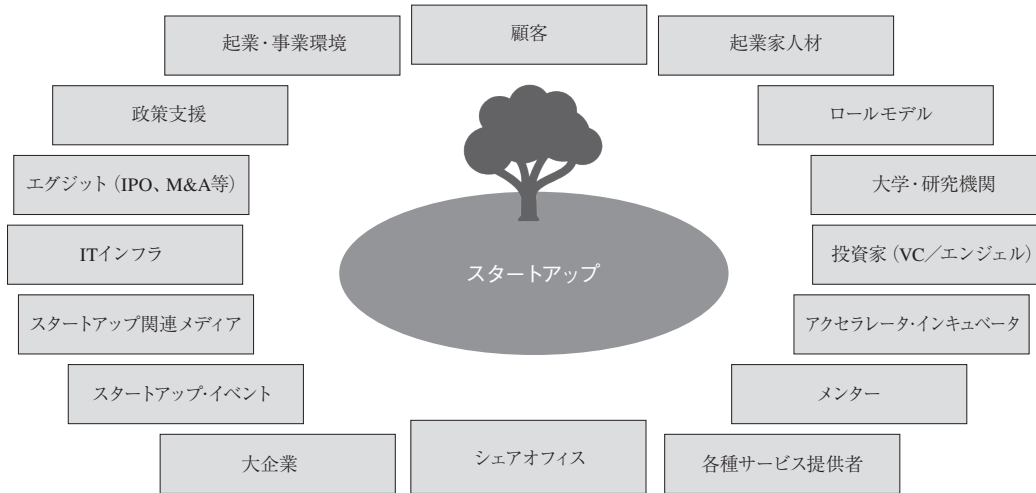 起業・事業環境
顧客
起業家人材
政策支援
ロールモデル
エグジット（IPO、M&A等）
大学・研究機関
ITインフラ
スタートアップ
投資家（VC／エンジェル）
スタートアップ関連メディア
アクセラレータ・インキュベータ
スタートアップ・イベント
メンター
大企業
シェアオフィス
各種サービス提供者